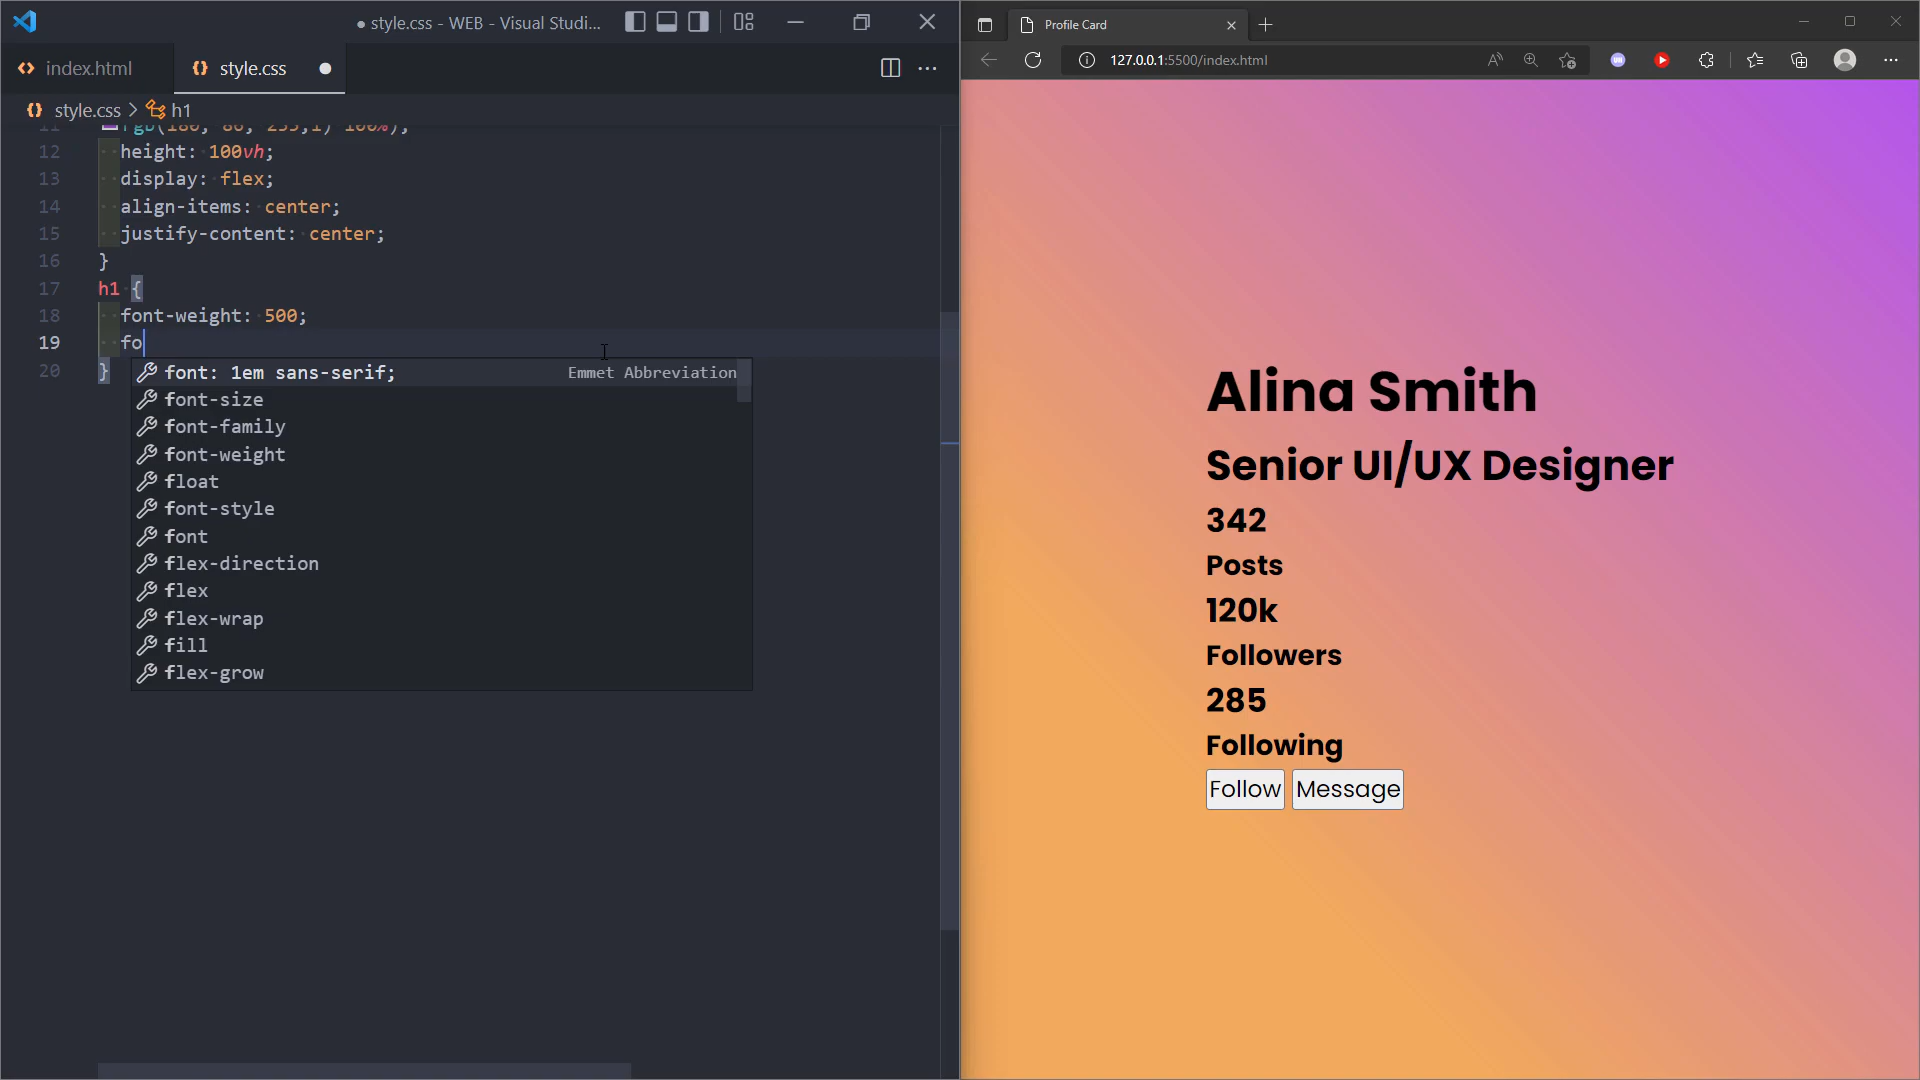 style.css - WEB - Visual Studi...
index.html
style.css
style.css > h1
12 height: 100vh;
13 display: flex;
14 align-items: center;
15 justify-content: center;
16 }
17 h1 {
18 font-weight: 500;
19 fo
20 }
font: 1em sans-serif; Emmet Abbreviation
font-size
font-family
font-weight
float
font-style
font
flex-direction
flex
flex-wrap
fill
flex-grow
Profile Card
127.0.0.1:5500/index.html
Alina Smith
Senior UI/UX Designer
342
Posts
120k
Followers
285
Following
Follow Message